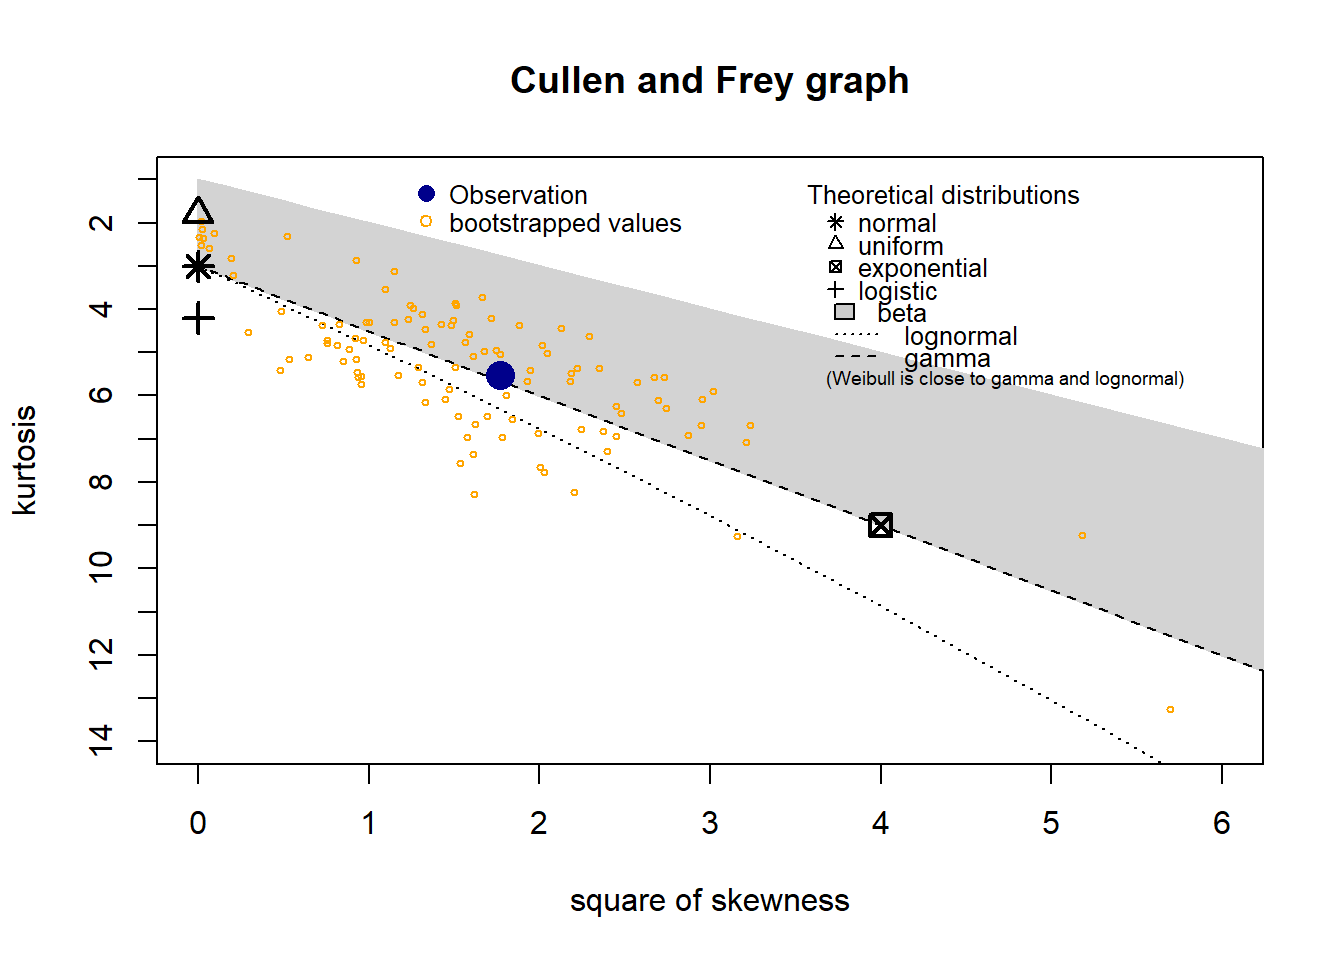 Cullen and Frey graph
Observation
bootstrapped values
Theoretical distributions
normal
uniform
exponential
logistic
beta
lognormal
gamma
(Weibull is close to gamma and lognormal)
kurtosis
2
4
6
8
10
12
14
0 1 2 3 4 5 6
square of skewness